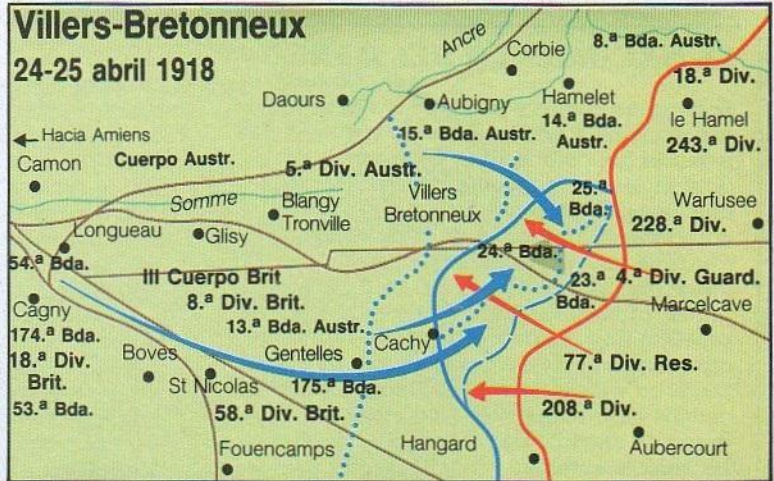 Villers-Bretonneux
24-25 abril 1918
Ancre
Corbie
8.ª Bda. Austr.
18.ª Div.
Daours
Aubigny
Hamelet
14.ª Bda.
Austr.
le Hamel
243.ª Div.
Hacia Amiens
15.ª Bda. Austr.
Camon
Cuerpo Austr.
5.ª Div. Austr.
Somme
Blangy
Tronville
Villers
Bretonneux
25.ª
Bda.
Warfusee
228.ª Div.
Longueau
Glisy
24.ª Bda.
54.ª Bda.
III Cuerpo Brit
8.ª Div. Brit.
23.ª
Bda.
4.ª Div. Guard.
Marcelcave
Cagny
13.ª Bda. Austr.
174.ª Bda.
Cachy
18.ª Div.
Brit.
Boves
Gentelles
77.ª Div. Res.
St Nicolas
175.ª Bda.
53.ª Bda.
58.ª Div. Brit.
208.ª Div.
Fouencamps
Hangard
Aubercourt